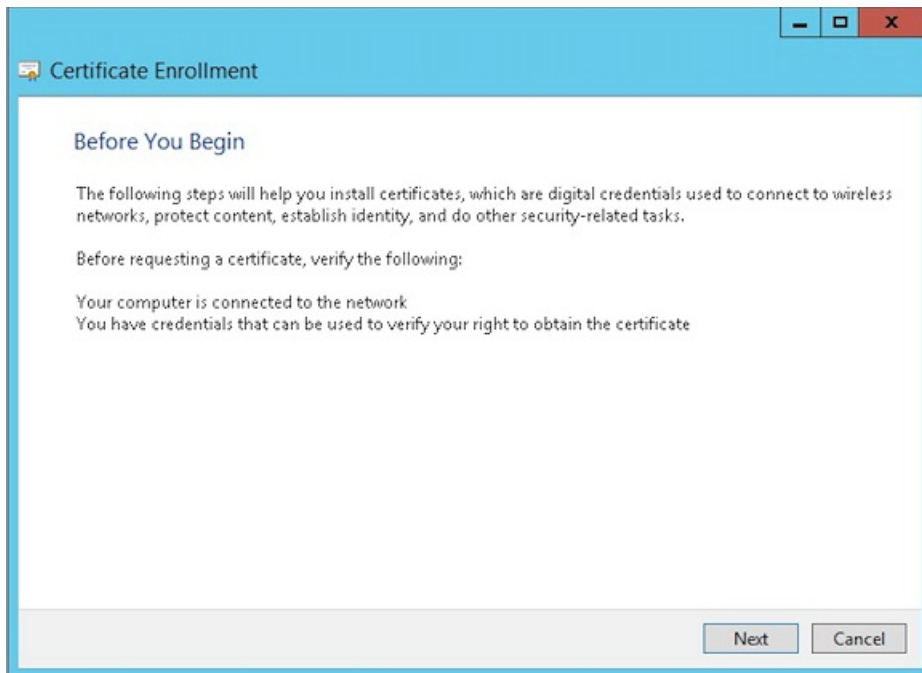 Certificate Enrollment
Before You Begin
The following steps will help you install certificates, which are digital credentials used to connect to wireless
networks, protect content, establish identity, and do other security-related tasks.
Before requesting a certificate, verify the following:
Your computer is connected to the network
You have credentials that can be used to verify your right to obtain the certificate
Next Cancel